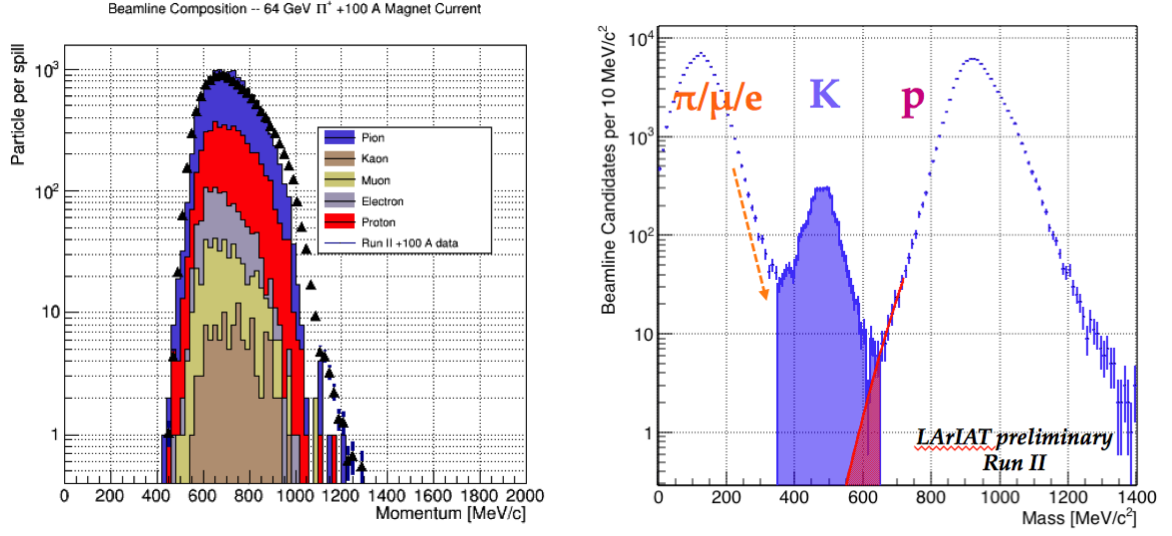 Beamline Composition -- 64 GeV Π⁺ +100 A Magnet Current
Particle per spill
10³
10²
10
1
0 200 400 600 800 1000 1200 1400 1600 1800 2000
Momentum [MeV/c]
Pion
Kaon
Muon
Electron
Proton
Run II +100 A data
Beamline Candidates per 10 MeV/c²
10⁴
10³
10²
10
1
π/μ/e
K
p
LArIAT preliminary
Run II
0 200 400 600 800 1000 1200 1400
Mass [MeV/c²]